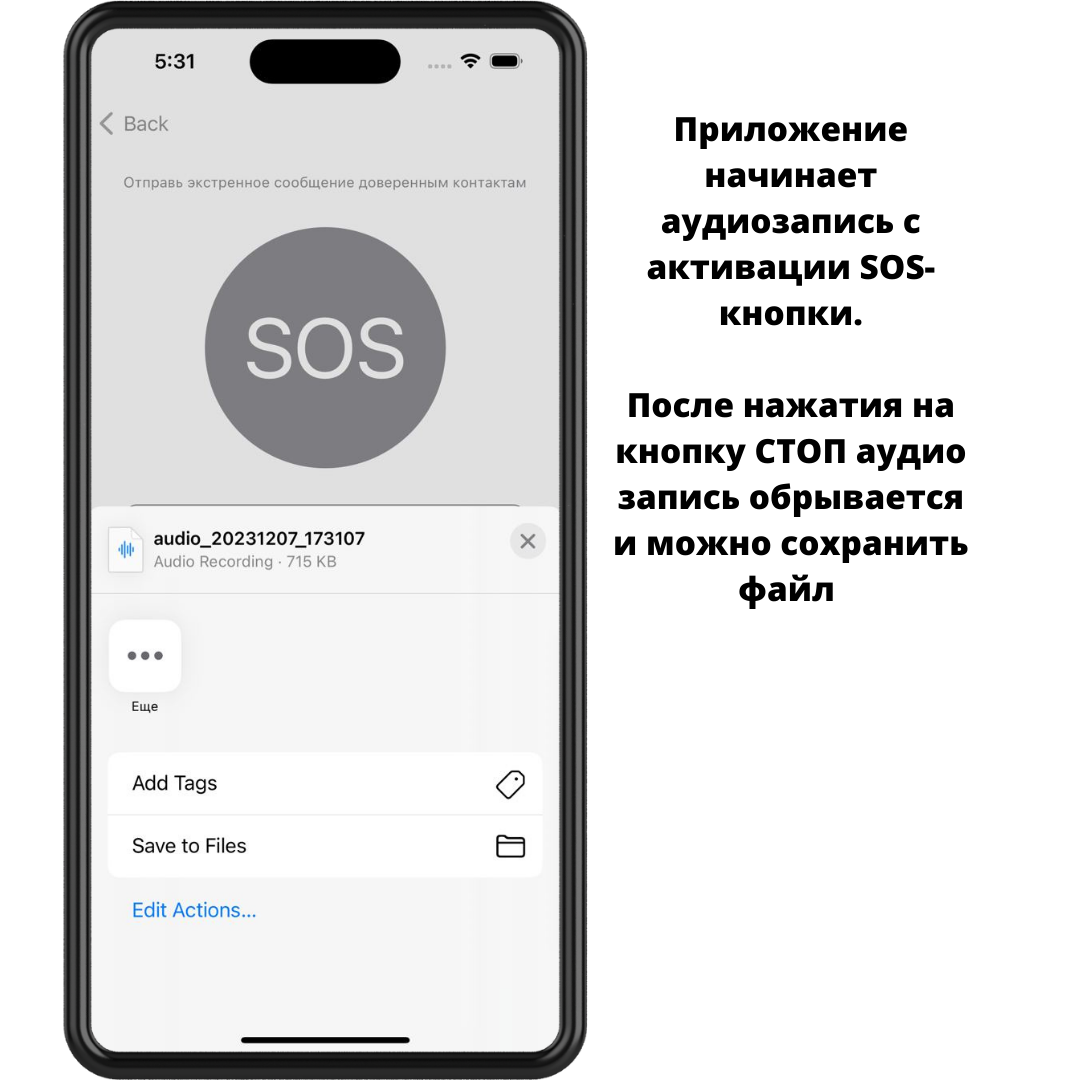 5:31
Back
Отправь экстренное сообщение доверенным контактам
SOS
audio_20231207_173107
Audio Recording · 715 KB
Еще
Add Tags
Save to Files
Edit Actions...
Приложение
начинает
аудиозапись с
активации SOS-
кнопки.
После нажатия на
кнопку СТОП аудио
запись обрывается
и можно сохранить
файл